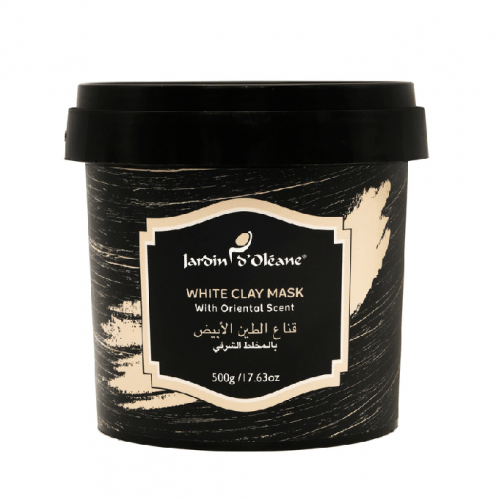 Jardin d'Oléane®
WHITE CLAY MASK
With Oriental Scent
قناع الطين الأبيض
بالمخلط الشرقي
500g/17.63oz